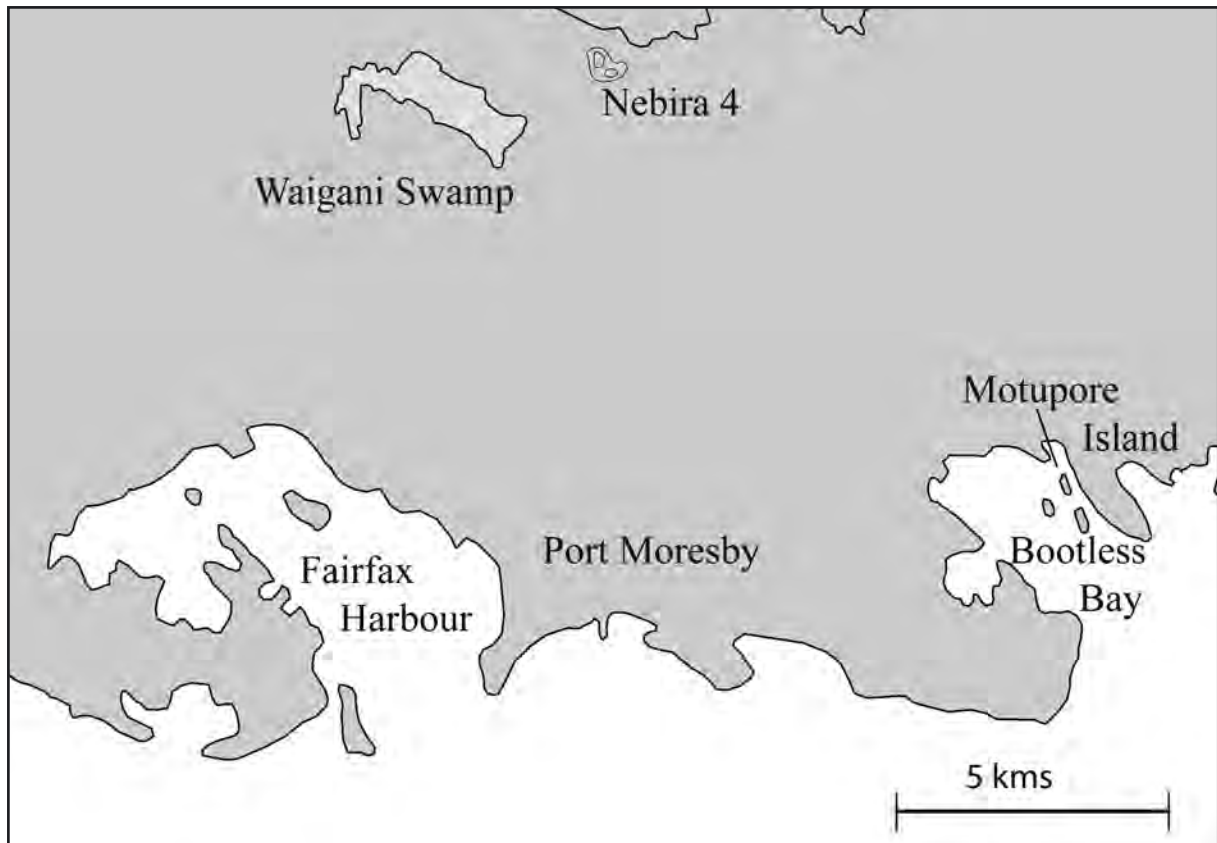 Nebira 4
Waigani Swamp
Motupore
Island
Port Moresby
Bootless
Bay
Fairfax
Harbour
5 kms